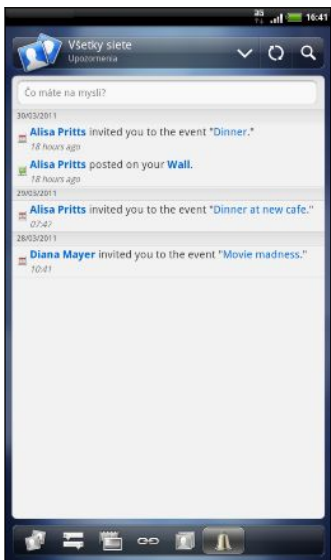 16:41
Všetky siete
Upozornenia
Čo máte na mysli?
30/03/2011
Alisa Pritts invited you to the event "Dinner."
18 hours ago
Alisa Pritts posted on your Wall.
18 hours ago
29/03/2011
Alisa Pritts invited you to the event "Dinner at new cafe."
07:47
28/03/2011
Diana Mayer invited you to the event "Movie madness."
10:41